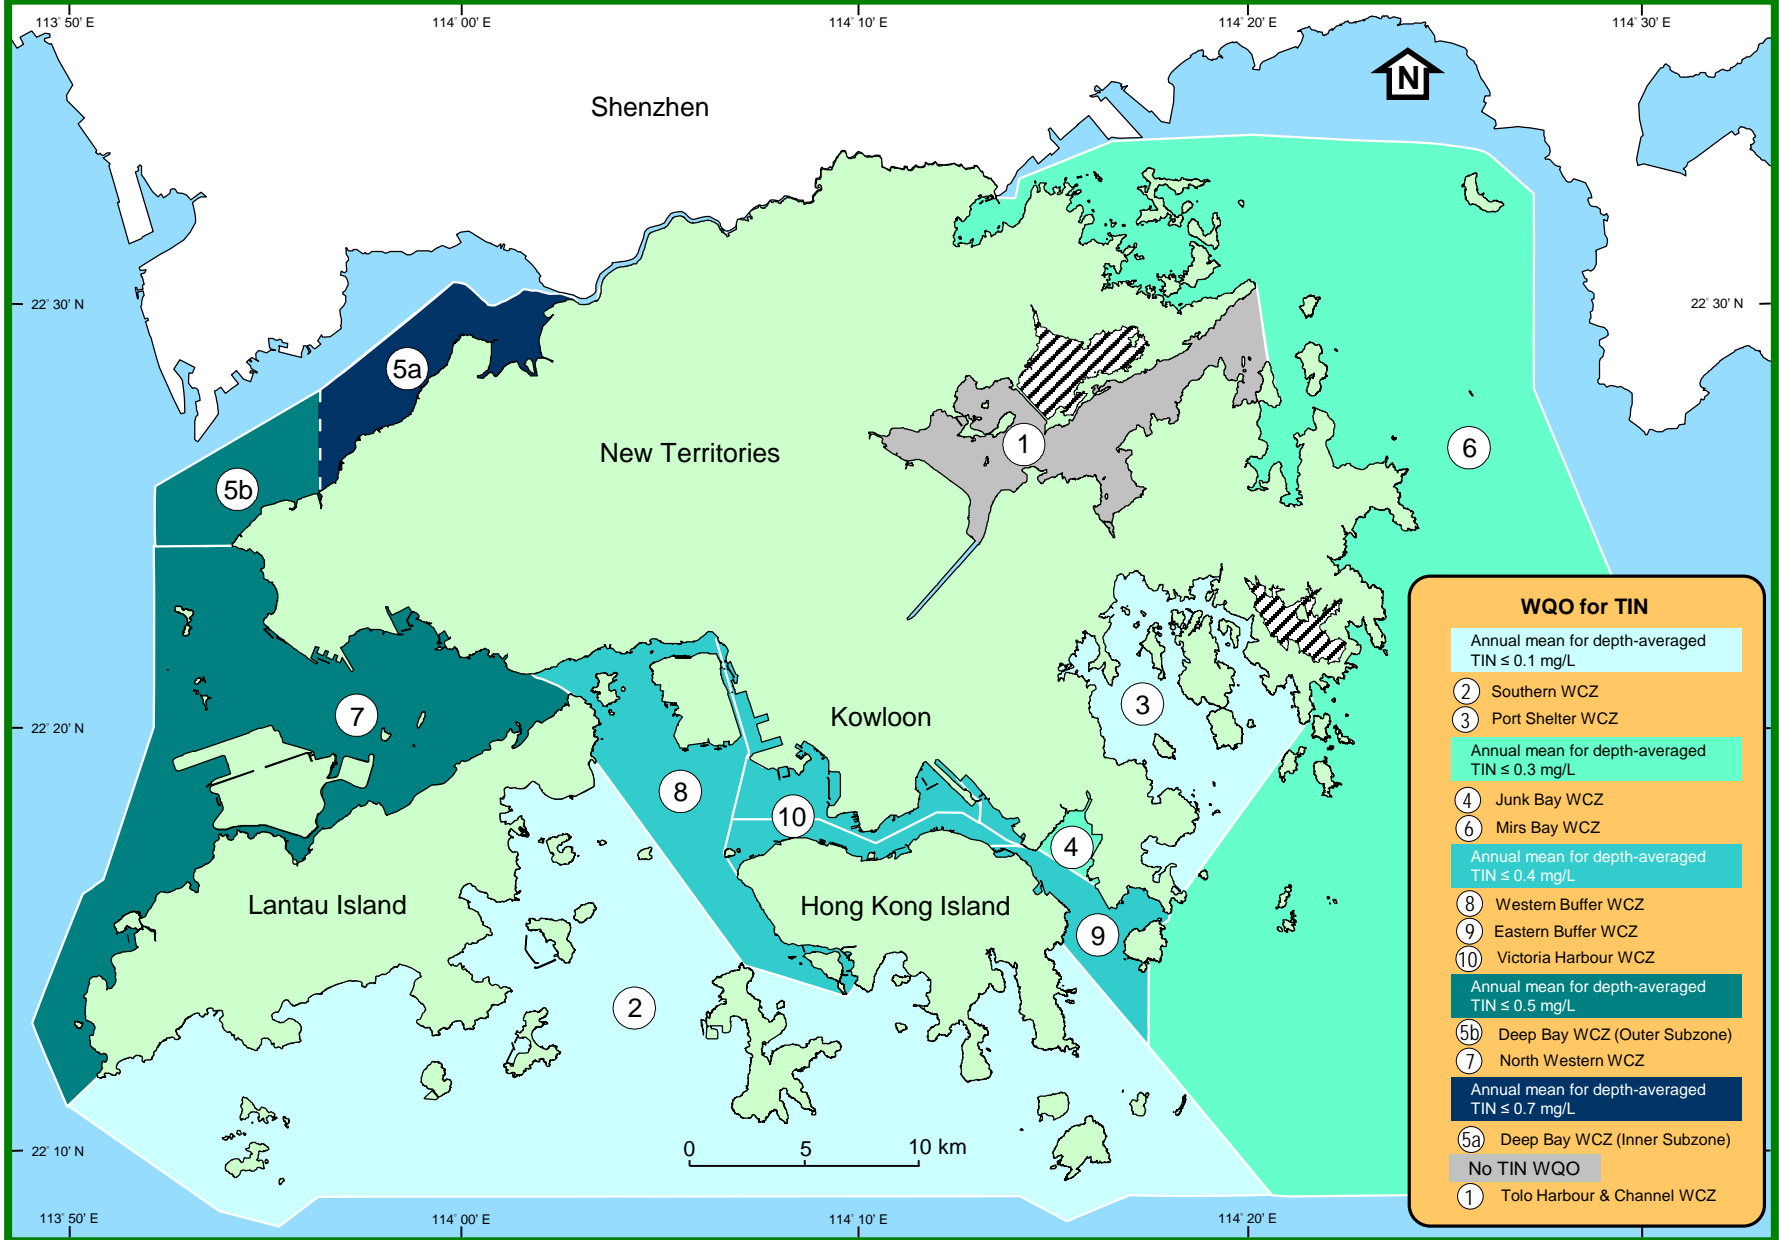 113° 50' E
114° 00' E
114° 10' E
114° 20' E
114° 30' E
N
Shenzhen
22° 30' N
22° 30' N
5a
New Territories
1
6
5b
3
7
Kowloon
22° 20' N
8
10
4
Lantau Island
Hong Kong Island
9
2
0 5 10 km
22° 10' N
113° 50' E
114° 00' E
114° 10' E
114° 20' E
WQO for TIN
Annual mean for depth-averaged
TIN ≤ 0.1 mg/L
2 Southern WCZ
3 Port Shelter WCZ
Annual mean for depth-averaged
TIN ≤ 0.3 mg/L
4 Junk Bay WCZ
6 Mirs Bay WCZ
Annual mean for depth-averaged
TIN ≤ 0.4 mg/L
8 Western Buffer WCZ
9 Eastern Buffer WCZ
10 Victoria Harbour WCZ
Annual mean for depth-averaged
TIN ≤ 0.5 mg/L
5b Deep Bay WCZ (Outer Subzone)
7 North Western WCZ
Annual mean for depth-averaged
TIN ≤ 0.7 mg/L
5a Deep Bay WCZ (Inner Subzone)
No TIN WQO
1 Tolo Harbour & Channel WCZ